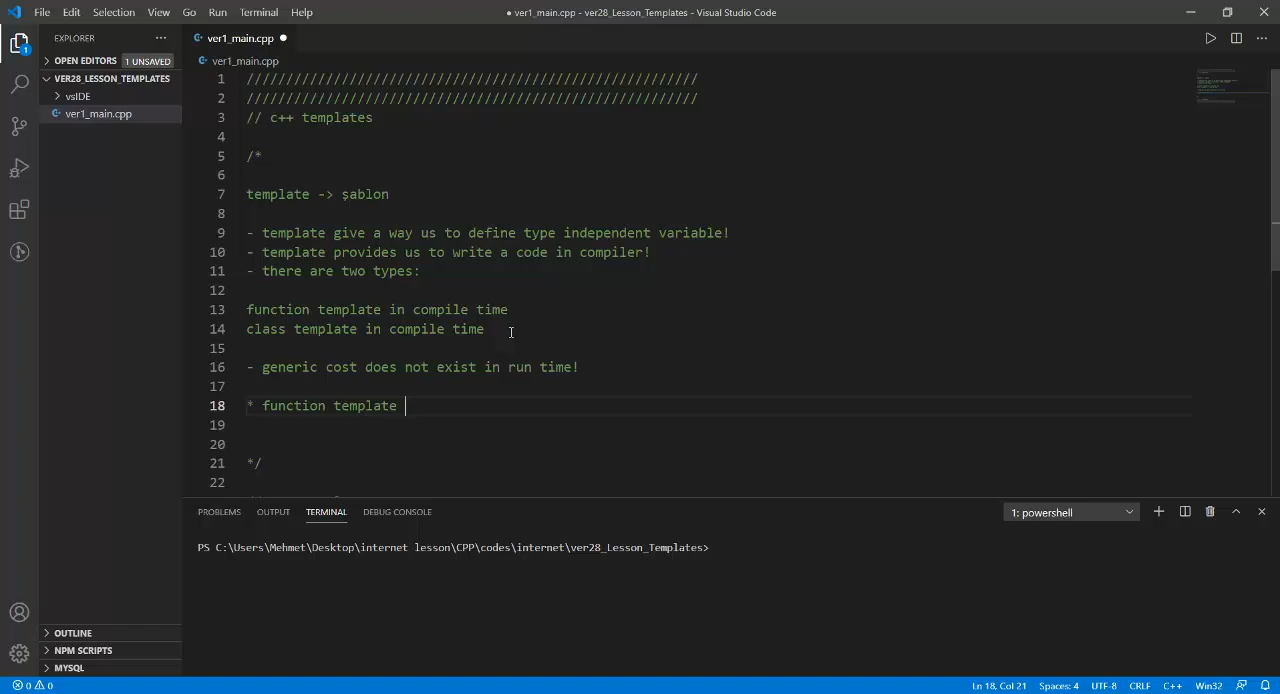 File Edit Selection View Go Run Terminal Help
● ver1_main.cpp - ver28_Lesson_Templates - Visual Studio Code
EXPLORER
OPEN EDITORS 1 UNSAVED
VER28_LESSON_TEMPLATES
vsIDE
ver1_main.cpp
OUTLINE
NPM SCRIPTS
MYSQL
1
ver1_main.cpp
ver1_main.cpp
1 //////////////////////////////////////////////////////////
2 //////////////////////////////////////////////////////////
3 // c++ templates
4
5 /*
6
7 template -> şablon
8
9 - template give a way us to define type independent variable!
10 - template provides us to write a code in compiler!
11 - there are two types:
12
13 function template in compile time
14 class template in compile time
15
16 - generic cost does not exist in run time!
17
18 * function template
19
20
21 */
22
PROBLEMS OUTPUT TERMINAL DEBUG CONSOLE
1: powershell
PS C:\Users\Mehmet\Desktop\internet lesson\CPP\codes\internet\ver28_Lesson_Templates>
0 0
Ln 18, Col 21 Spaces: 4 UTF-8 CRLF C++ Win32